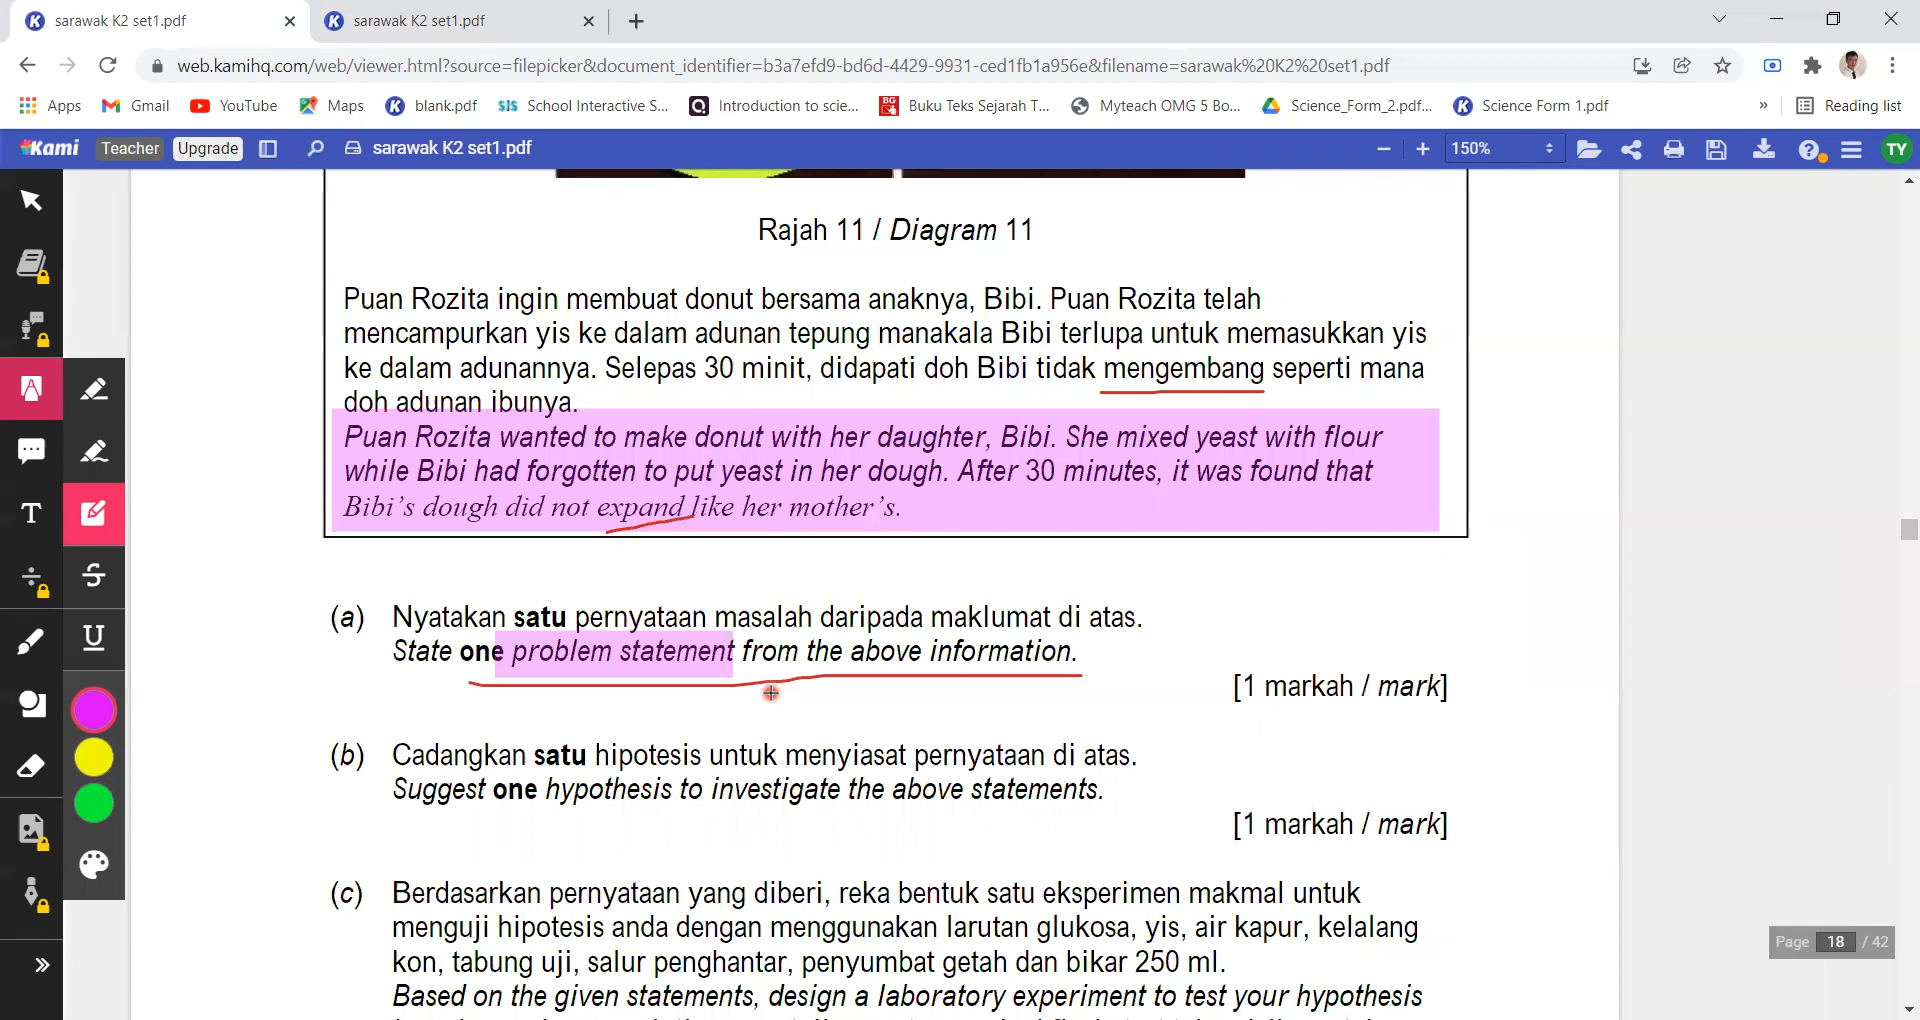 sarawak K2 set1.pdf
sarawak K2 set1.pdf
web.kamihq.com/web/viewer.html?source=filepicker&document_identifier=b3a7efd9-bd6d-4429-9931-ced1fb1a956e&filename=sarawak%20K2%20set1.pdf
Apps Gmail YouTube Maps blank.pdf School Interactive S... Introduction to scie... Buku Teks Sejarah T... Myteach OMG 5 Bo... Science_Form_2.pdf... Science Form 1.pdf » Reading list
Kami Teacher Upgrade sarawak K2 set1.pdf 150% TY
Rajah 11 / Diagram 11
Puan Rozita ingin membuat donut bersama anaknya, Bibi. Puan Rozita telah
mencampurkan yis ke dalam adunan tepung manakala Bibi terlupa untuk memasukkan yis
ke dalam adunannya. Selepas 30 minit, didapati doh Bibi tidak mengembang seperti mana
doh adunan ibunya.
Puan Rozita wanted to make donut with her daughter, Bibi. She mixed yeast with flour
while Bibi had forgotten to put yeast in her dough. After 30 minutes, it was found that
Bibi's dough did not expand like her mother's.
(a) Nyatakan satu pernyataan masalah daripada maklumat di atas.
State one problem statement from the above information.
[1 markah / mark]
(b) Cadangkan satu hipotesis untuk menyiasat pernyataan di atas.
Suggest one hypothesis to investigate the above statements.
[1 markah / mark]
(c) Berdasarkan pernyataan yang diberi, reka bentuk satu eksperimen makmal untuk
menguji hipotesis anda dengan menggunakan larutan glukosa, yis, air kapur, kelalang
kon, tabung uji, salur penghantar, penyumbat getah dan bikar 250 ml.
Based on the given statements, design a laboratory experiment to test your hypothesis
Page 18 / 42